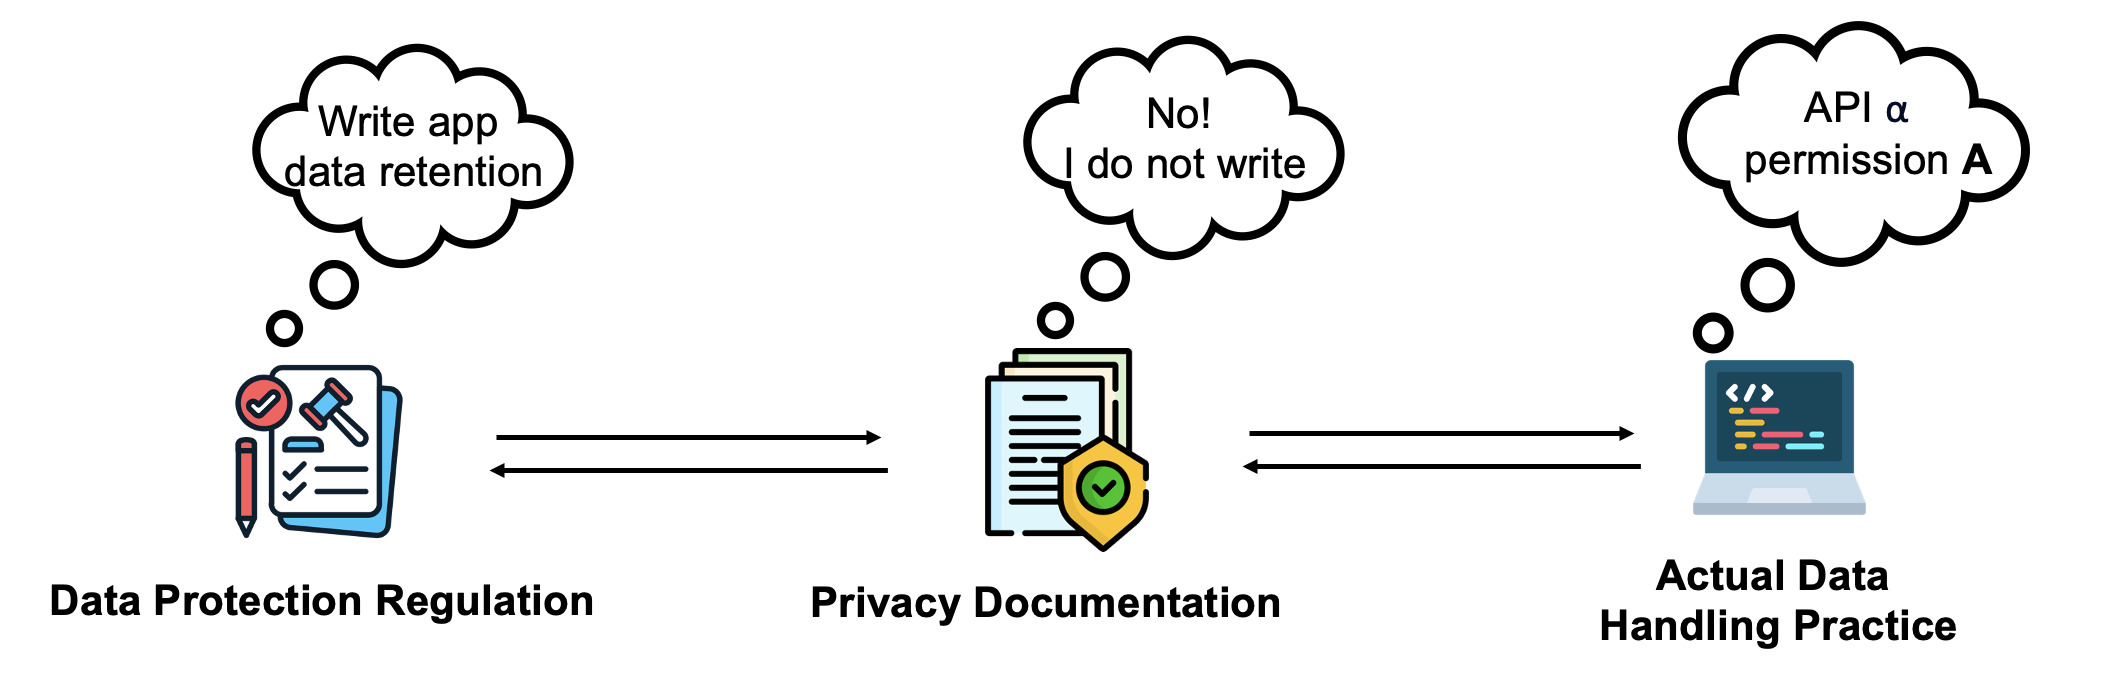 Write app
data retention
No!
I do not write
API α
permission A
Data Protection Regulation
Privacy Documentation
Actual Data
Handling Practice